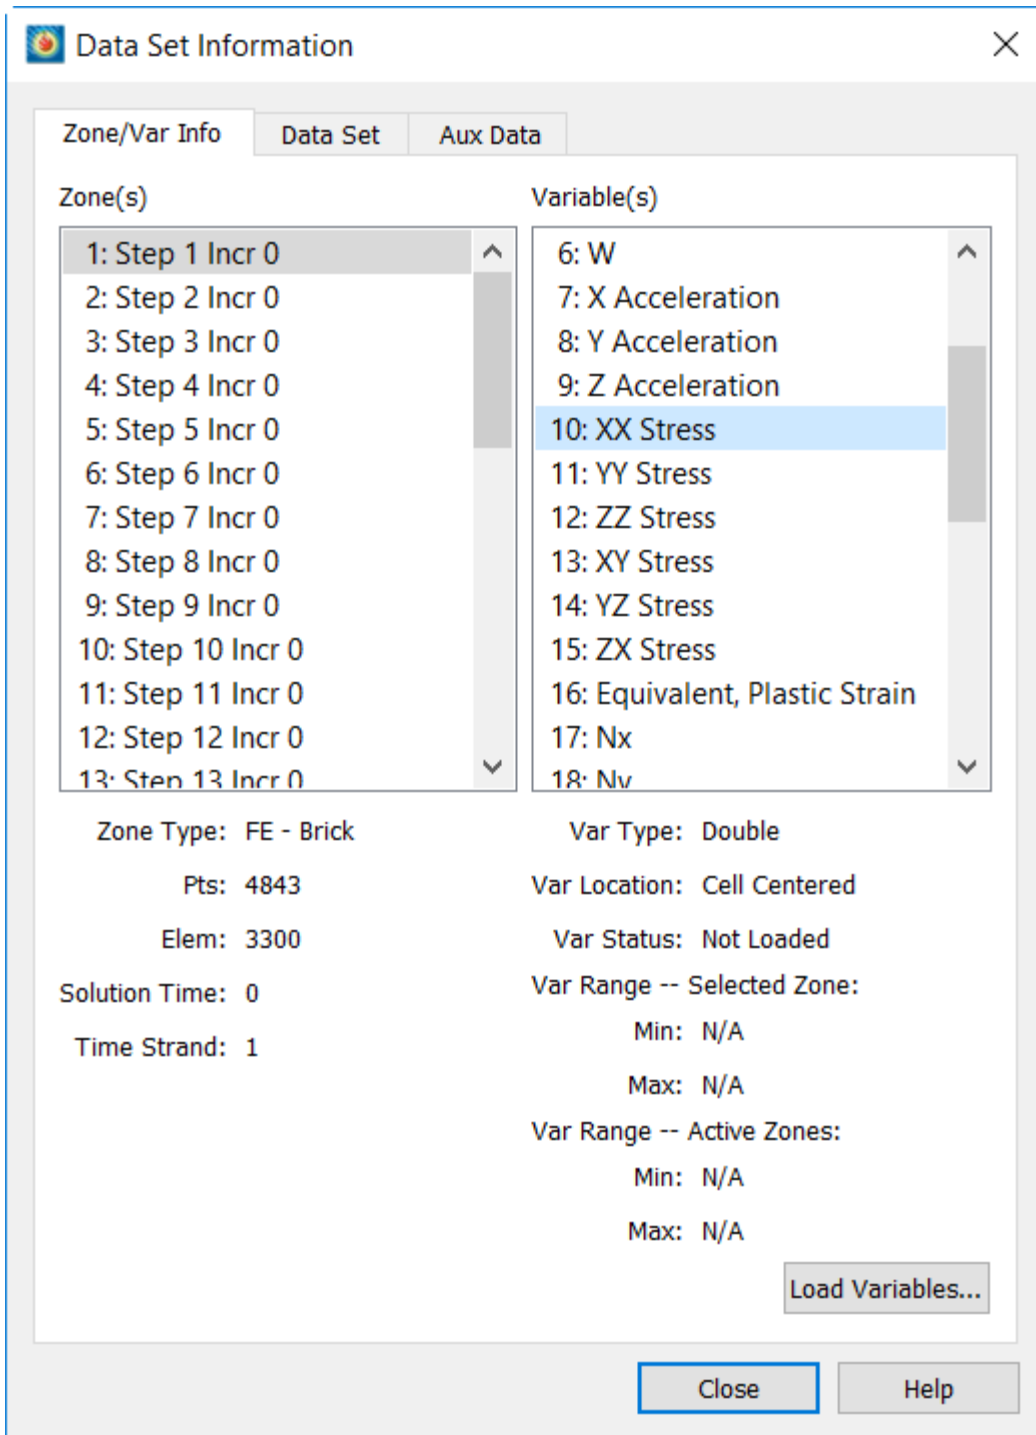 Data Set Information
Zone/Var Info
Data Set
Aux Data
Zone(s)
1: Step 1 Incr 0
2: Step 2 Incr 0
3: Step 3 Incr 0
4: Step 4 Incr 0
5: Step 5 Incr 0
6: Step 6 Incr 0
7: Step 7 Incr 0
8: Step 8 Incr 0
9: Step 9 Incr 0
10: Step 10 Incr 0
11: Step 11 Incr 0
12: Step 12 Incr 0
13: Step 13 Incr 0
Zone Type: FE - Brick
Pts: 4843
Elem: 3300
Solution Time: 0
Time Strand: 1
Variable(s)
6: W
7: X Acceleration
8: Y Acceleration
9: Z Acceleration
10: XX Stress
11: YY Stress
12: ZZ Stress
13: XY Stress
14: YZ Stress
15: ZX Stress
16: Equivalent, Plastic Strain
17: Nx
18: Ny
Var Type: Double
Var Location: Cell Centered
Var Status: Not Loaded
Var Range -- Selected Zone:
Min: N/A
Max: N/A
Var Range -- Active Zones:
Min: N/A
Max: N/A
Load Variables...
Close
Help